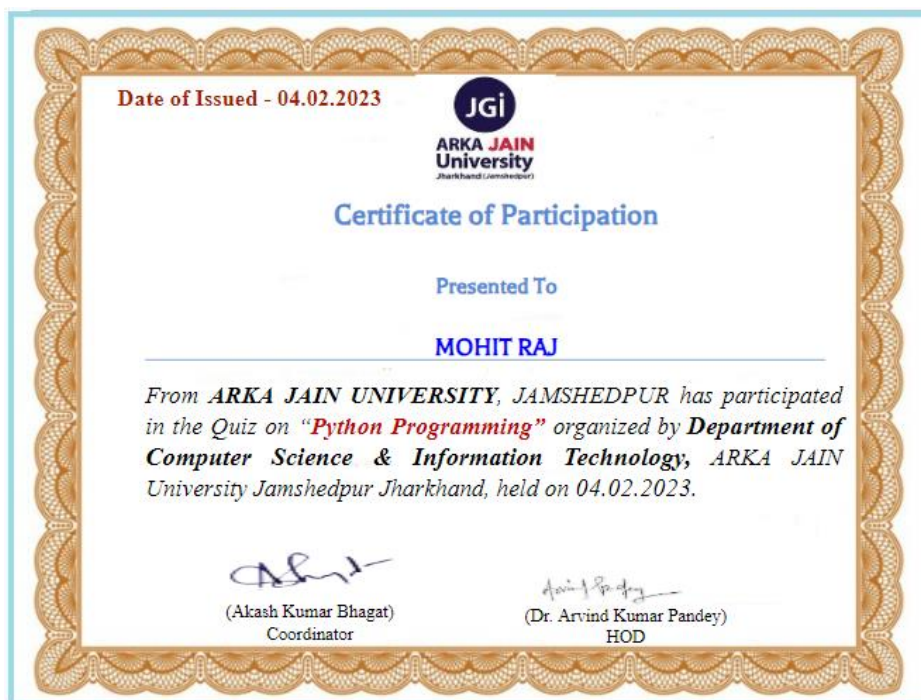 Date of Issued - 04.02.2023
JGi
ARKA JAIN
University
Jharkhand (Jamshedpur)
Certificate of Participation
Presented To
MOHIT RAJ
From ARKA JAIN UNIVERSITY, JAMSHEDPUR has participated
in the Quiz on “Python Programming” organized by Department of
Computer Science & Information Technology, ARKA JAIN
University Jamshedpur Jharkhand, held on 04.02.2023.
(Akash Kumar Bhagat)
Coordinator
(Dr. Arvind Kumar Pandey)
HOD